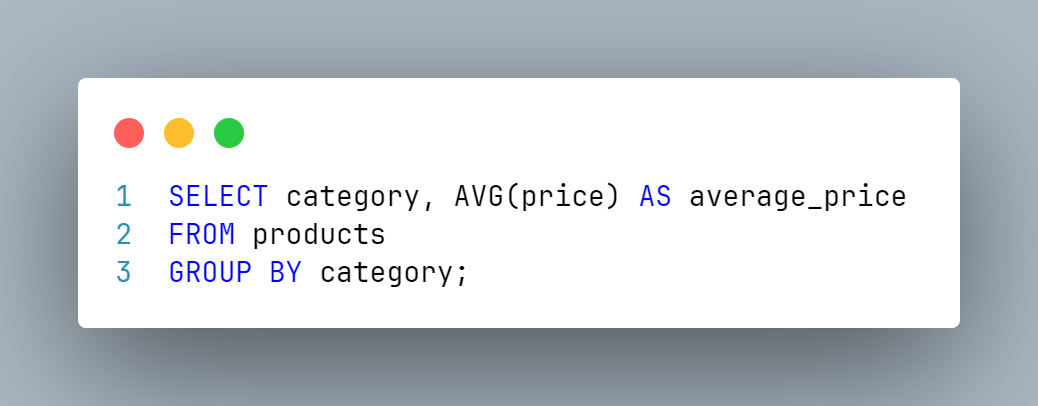 1 SELECT category, AVG(price) AS average_price
2 FROM products
3 GROUP BY category;